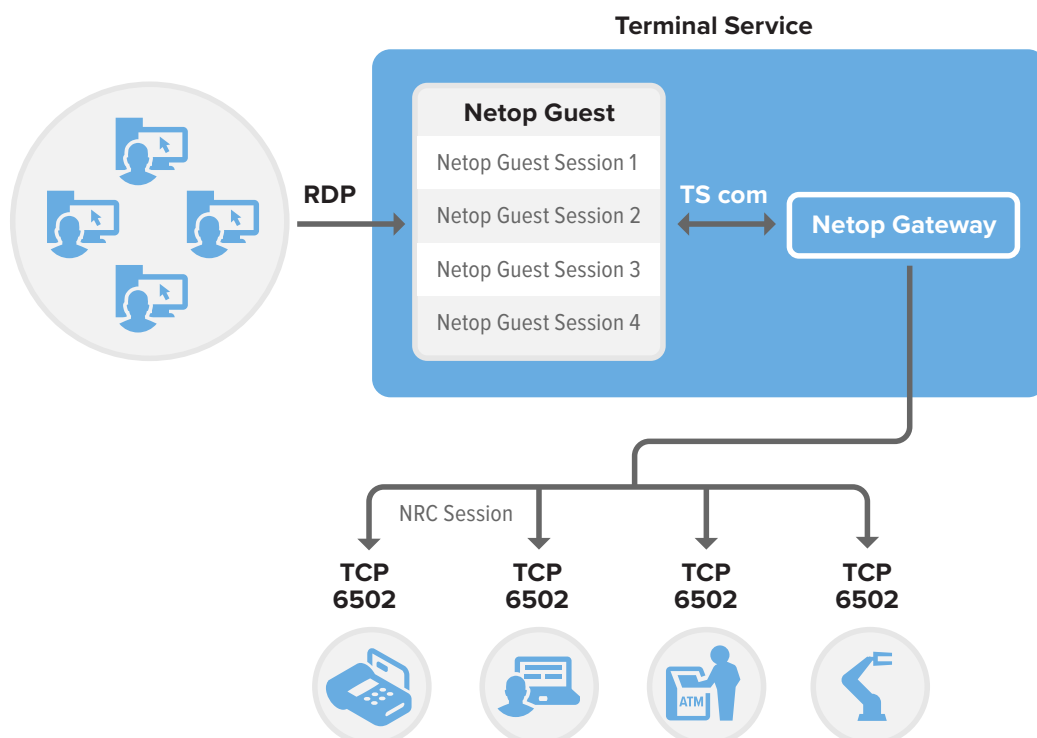 Terminal Service
Netop Guest
Netop Guest Session 1
Netop Guest Session 2
Netop Guest Session 3
Netop Guest Session 4
RDP
TS com
Netop Gateway
NRC Session
TCP
6502
TCP
6502
TCP
6502
TCP
6502
ATM